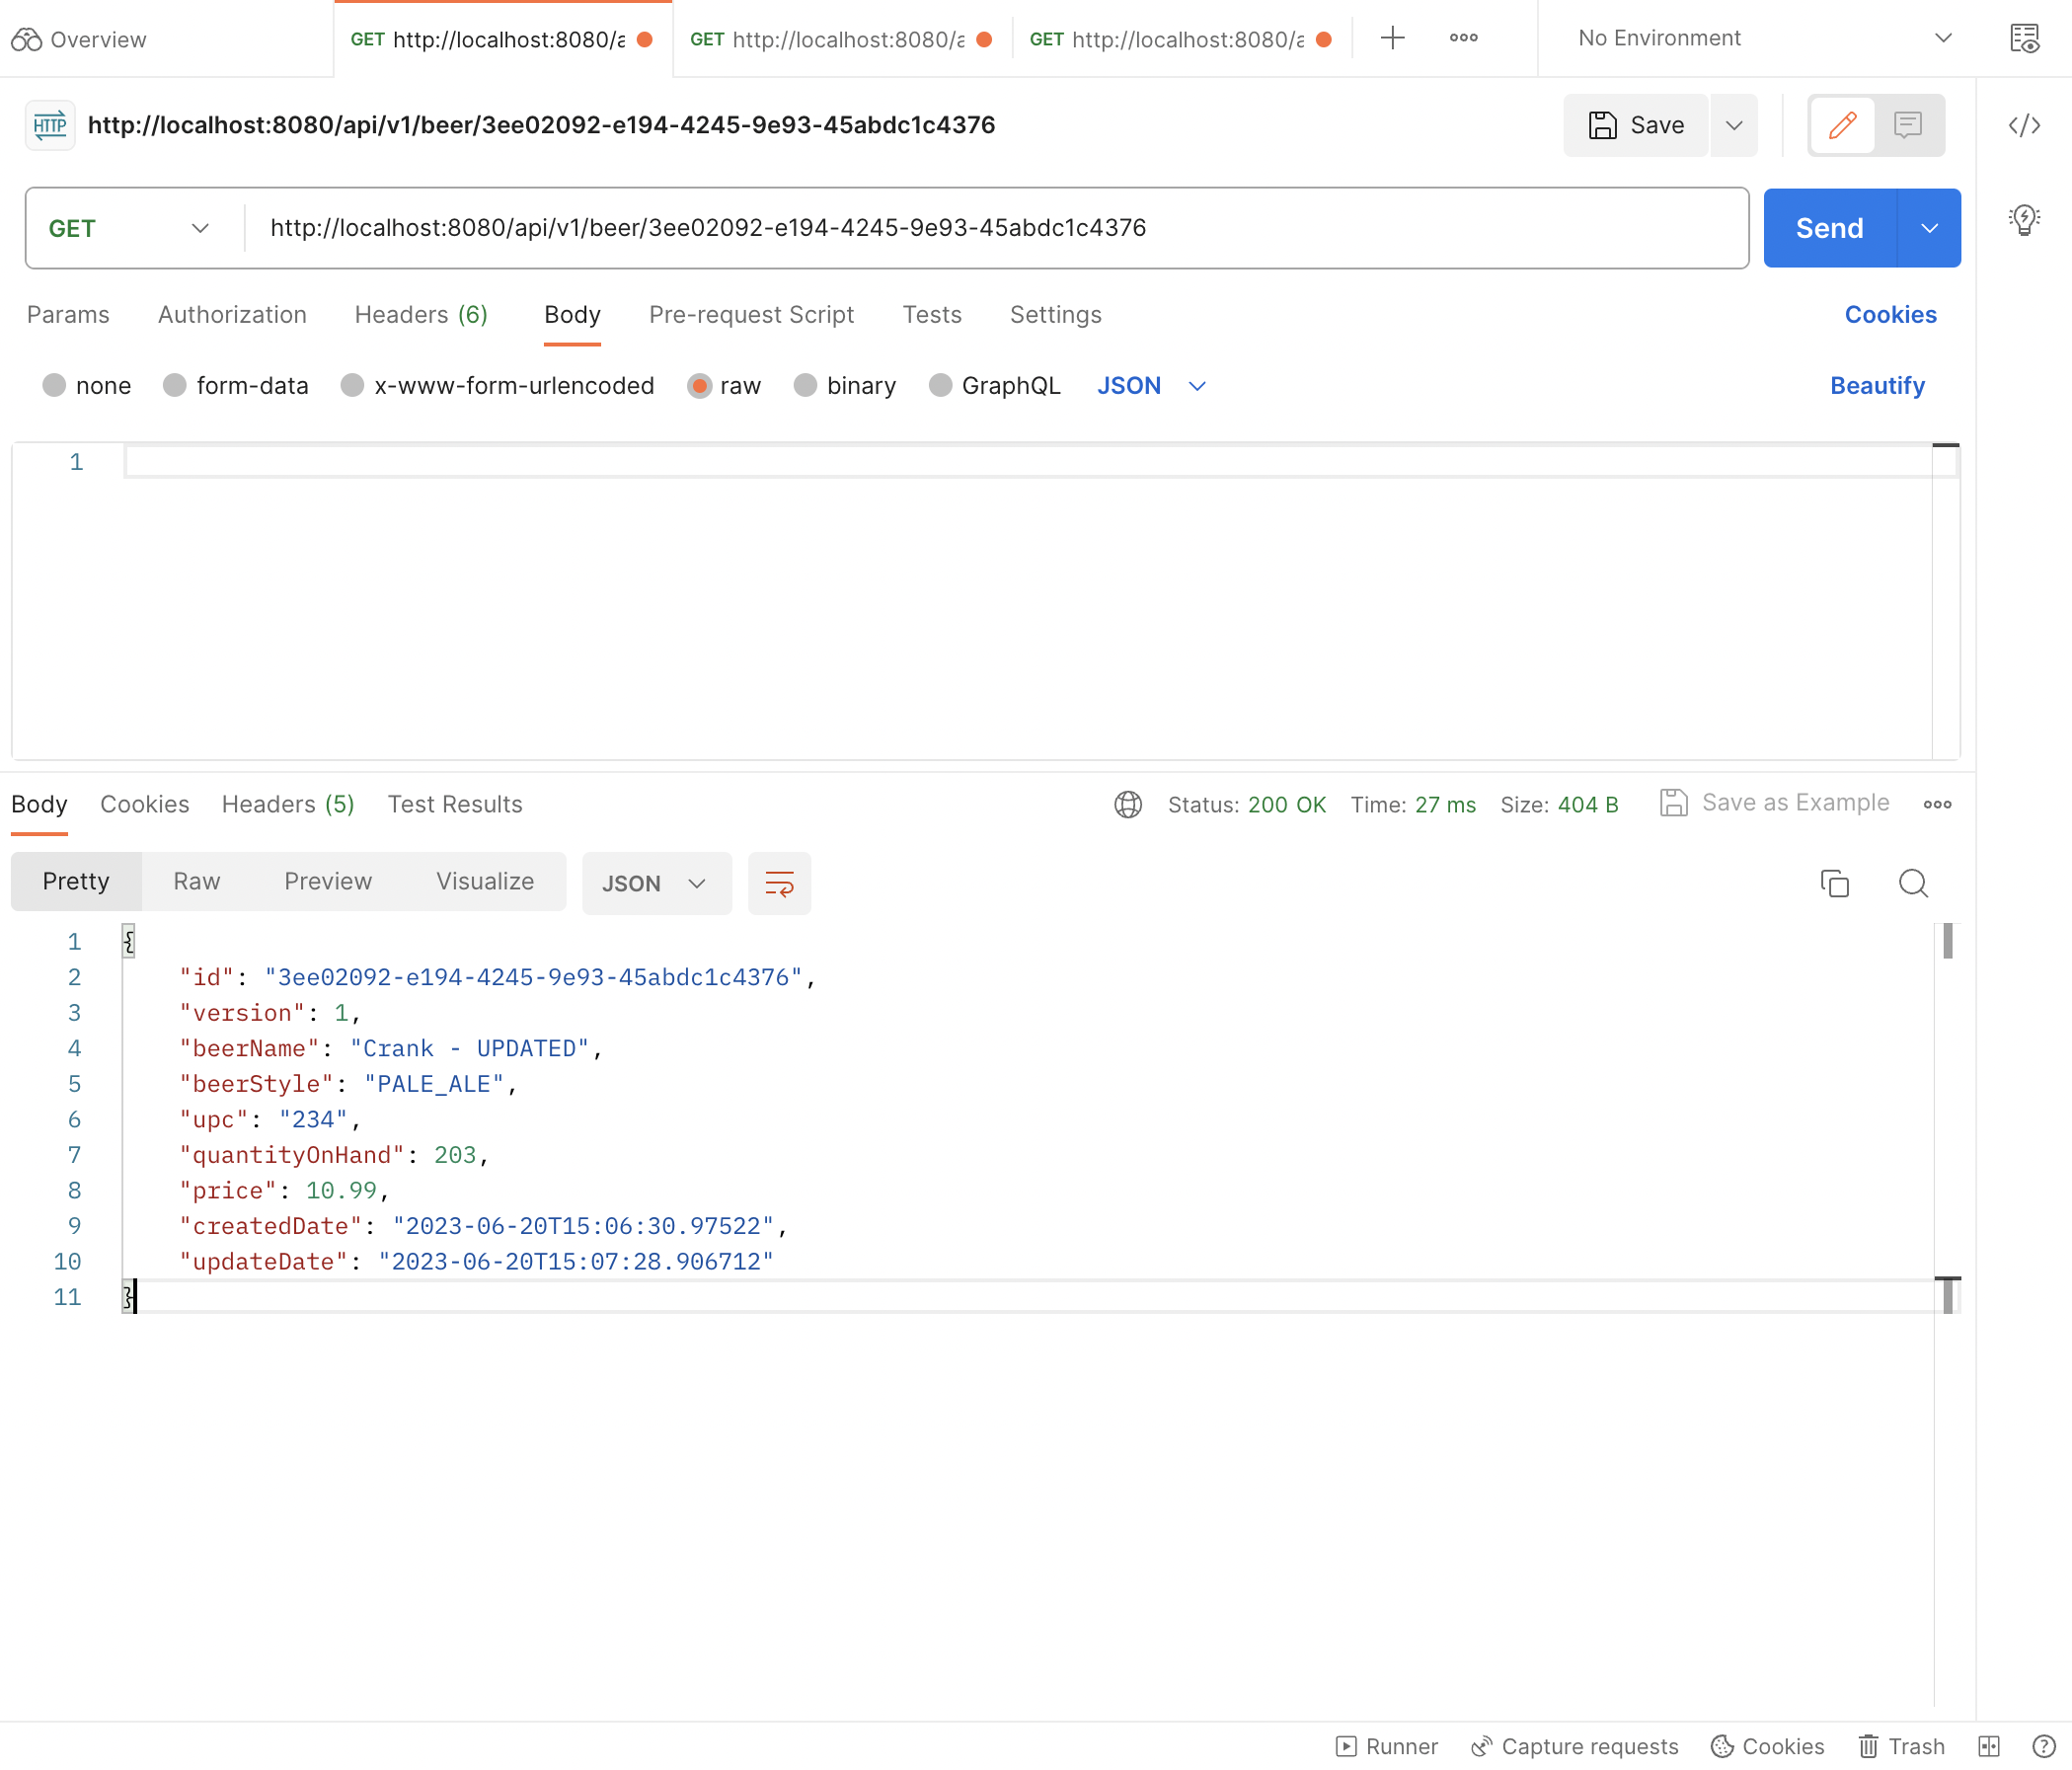 Overview
GET http://localhost:8080/a
GET http://localhost:8080/a
GET http://localhost:8080/a
No Environment
HTTP
http://localhost:8080/api/v1/beer/3ee02092-e194-4245-9e93-45abdc1c4376
Save
GET
http://localhost:8080/api/v1/beer/3ee02092-e194-4245-9e93-45abdc1c4376
Send
Params Authorization Headers (6) Body Pre-request Script Tests Settings Cookies
none form-data x-www-form-urlencoded raw binary GraphQL JSON Beautify
1
Body Cookies Headers (5) Test Results Status: 200 OK Time: 27 ms Size: 404 B Save as Example
Pretty Raw Preview Visualize JSON
1 {
2 "id": "3ee02092-e194-4245-9e93-45abdc1c4376",
3 "version": 1,
4 "beerName": "Crank - UPDATED",
5 "beerStyle": "PALE_ALE",
6 "upc": "234",
7 "quantityOnHand": 203,
8 "price": 10.99,
9 "createdDate": "2023-06-20T15:06:30.97522",
10 "updateDate": "2023-06-20T15:07:28.906712"
11 }
Runner Capture requests Cookies Trash